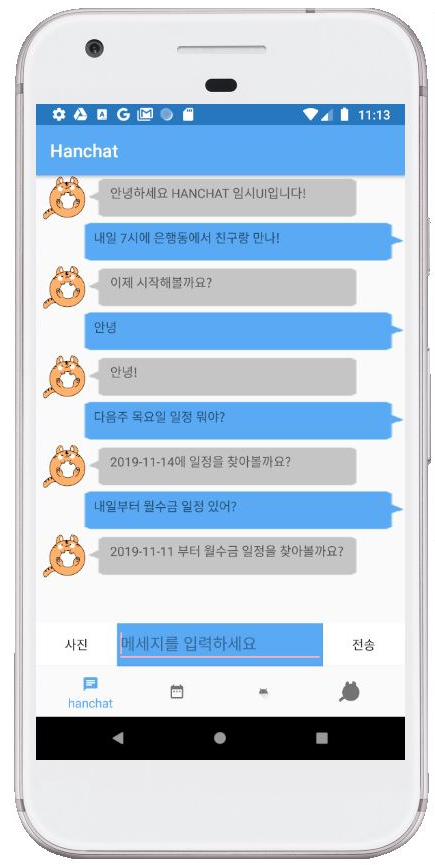 11:13
Hanchat
안녕하세요 HANCHAT 임시UI입니다!
내일 7시에 은행동에서 친구랑 만나!
이제 시작해볼까요?
안녕
안녕!
다음주 목요일 일정 뭐야?
2019-11-14에 일정을 찾아볼까요?
내일부터 월수금 일정 있어?
2019-11-11 부터 월수금 일정을 찾아볼까요?
사진 메세지를 입력하세요 전송
hanchat